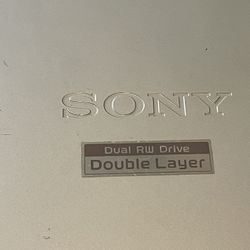 SONY
Dual RW Drive
Double Layer